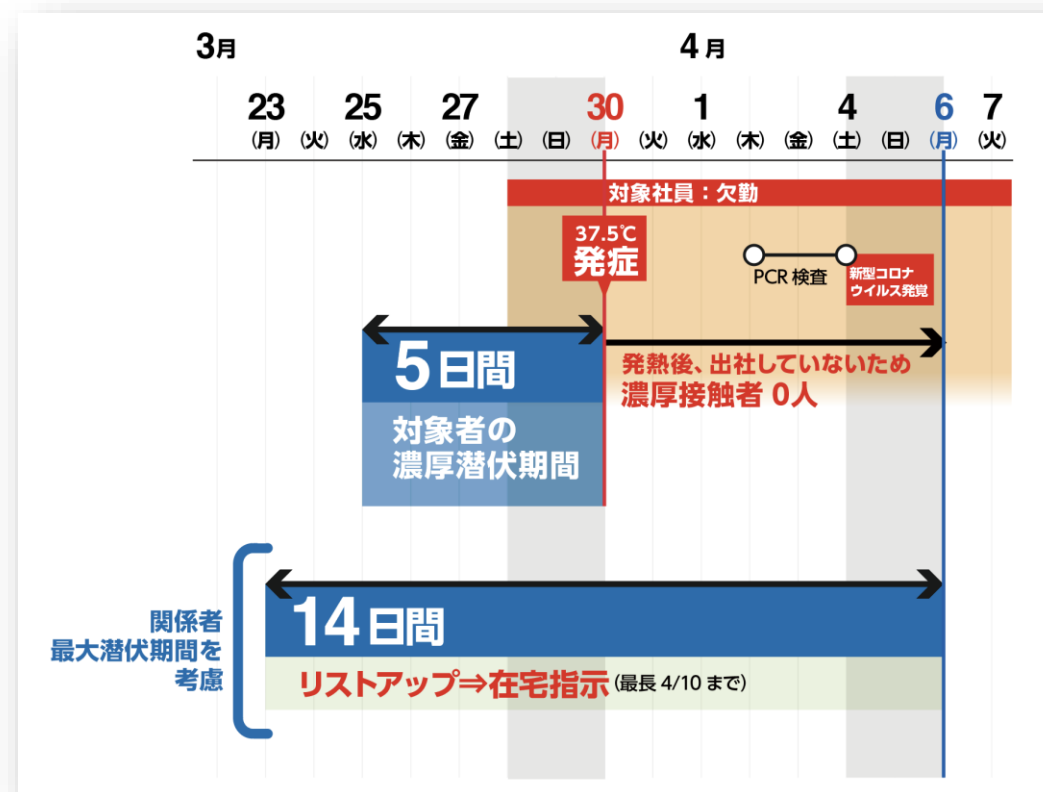 3月 4月
23 25 27 30 1 4 6 7
(月) (火) (水) (木) (金) (土) (日) (月) (火) (水) (木) (金) (土) (日) (月) (火)
対象社員：欠勤
37.5℃
発症
PCR 検査
新型コロナ
ウイルス発覚
5日間
発熱後、出社していないため
濃厚接触者 0人
対象者の
濃厚潜伏期間
関係者
最大潜伏期間を
考慮
14日間
リストアップ⇒在宅指示(最長 4/10 まで)